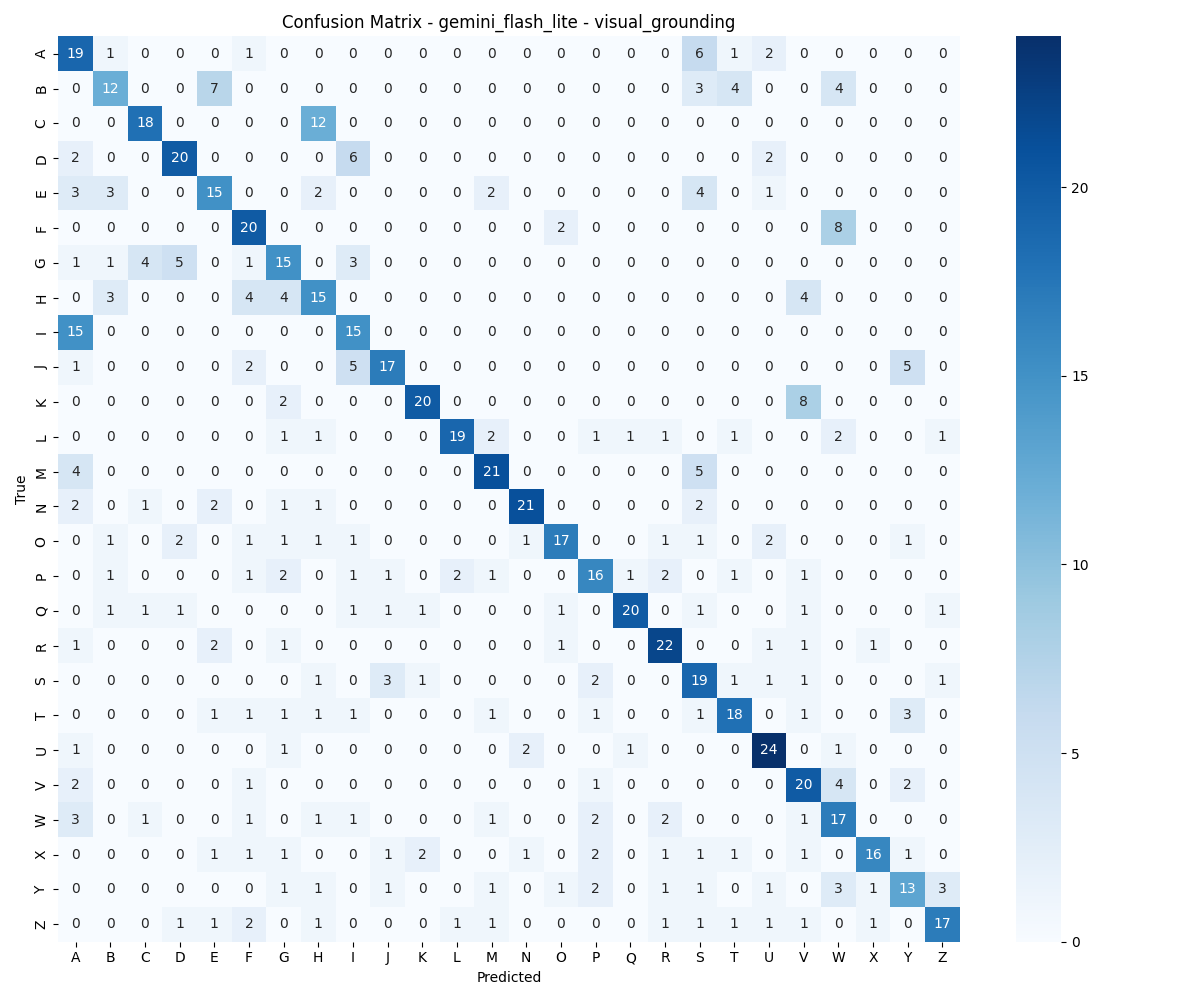 Confusion Matrix - gemini_flash_lite - visual_grounding
A 19 1 0 0 0 1 0 0 0 0 0 0 0 0 0 0 0 0 6 1 2 0 0 0 0 0
B 0 12 0 0 7 0 0 0 0 0 0 0 0 0 0 0 0 0 3 4 0 0 4 0 0 0
C 0 0 18 0 0 0 0 12 0 0 0 0 0 0 0 0 0 0 0 0 0 0 0 0 0 0
D 2 0 0 20 0 0 0 0 6 0 0 0 0 0 0 0 0 0 0 0 2 0 0 0 0 0
E 3 3 0 0 15 0 0 2 0 0 0 0 2 0 0 0 0 0 4 0 1 0 0 0 0 0
F 0 0 0 0 0 20 0 0 0 0 0 0 0 0 2 0 0 0 0 0 0 0 8 0 0 0
G 1 1 4 5 0 1 15 0 3 0 0 0 0 0 0 0 0 0 0 0 0 0 0 0 0 0
H 0 3 0 0 0 4 4 15 0 0 0 0 0 0 0 0 0 0 0 0 0 4 0 0 0 0
I 15 0 0 0 0 0 0 0 15 0 0 0 0 0 0 0 0 0 0 0 0 0 0 0 0 0
J 1 0 0 0 0 2 0 0 5 17 0 0 0 0 0 0 0 0 0 0 0 0 0 0 5 0
K 0 0 0 0 0 0 2 0 0 0 20 0 0 0 0 0 0 0 0 0 0 8 0 0 0 0
L 0 0 0 0 0 0 1 1 0 0 0 19 2 0 0 1 1 1 0 1 0 0 2 0 0 1
M 4 0 0 0 0 0 0 0 0 0 0 0 21 0 0 0 0 0 5 0 0 0 0 0 0 0
N 2 0 1 0 2 0 1 1 0 0 0 0 0 21 0 0 0 0 2 0 0 0 0 0 0 0
O 0 1 0 2 0 1 1 1 1 0 0 0 0 1 17 0 0 1 1 0 2 0 0 0 1 0
P 0 1 0 0 0 1 2 0 1 1 0 2 1 0 0 16 1 2 0 1 0 1 0 0 0 0
Q 0 1 1 1 0 0 0 0 1 1 1 0 0 0 1 0 20 0 1 0 0 1 0 0 0 1
R 1 0 0 0 2 0 1 0 0 0 0 0 0 0 1 0 0 22 0 0 1 1 0 1 0 0
S 0 0 0 0 0 0 0 1 0 3 1 0 0 0 0 2 0 0 19 1 1 1 0 0 0 1
T 0 0 0 0 1 1 1 1 1 0 0 0 1 0 0 1 0 0 1 18 0 1 0 0 3 0
U 1 0 0 0 0 0 1 0 0 0 0 0 0 2 0 0 1 0 0 0 24 0 1 0 0 0
V 2 0 0 0 0 1 0 0 0 0 0 0 0 0 0 1 0 0 0 0 0 20 4 0 2 0
W 3 0 1 0 0 1 0 1 1 0 0 0 1 0 0 2 0 2 0 0 0 1 17 0 0 0
X 0 0 0 0 1 1 1 0 0 1 2 0 0 1 0 2 0 1 1 1 0 1 0 16 1 0
Y 0 0 0 0 0 0 1 1 0 1 0 0 1 0 1 2 0 1 1 0 1 0 3 1 13 3
Z 0 0 0 1 1 2 0 1 0 0 0 1 1 0 0 0 0 1 1 1 1 1 0 1 0 17
A B C D E F G H I J K L M N O P Q R S T U V W X Y Z
Predicted
True
20
15
10
5
0